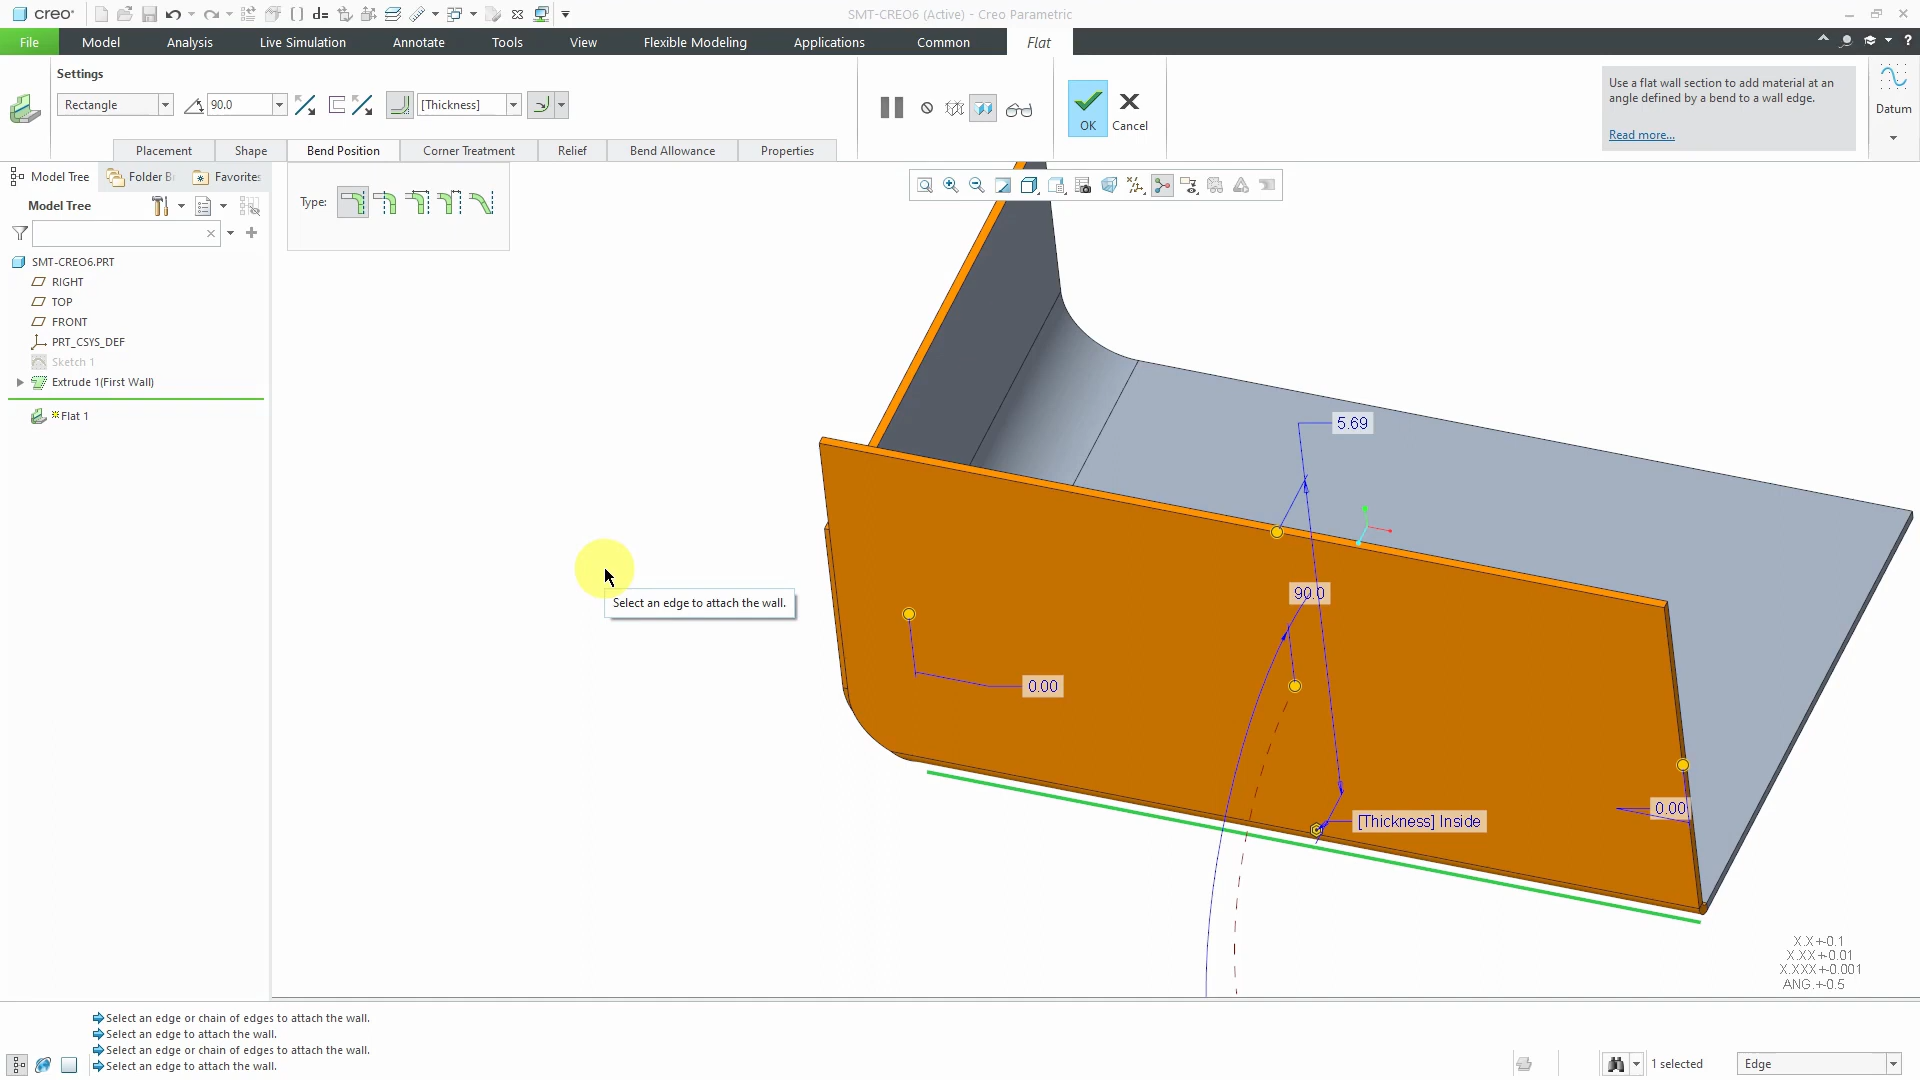 creo
SMT-CREO6 (Active) - Creo Parametric
File
Model
Analysis
Live Simulation
Annotate
Tools
View
Flexible Modeling
Applications
Common
Flat
Settings
Rectangle
90.0
[Thickness]
OK
Cancel
Use a flat wall section to add material at an
angle defined by a bend to a wall edge.
Read more...
Datum
Placement
Shape
Bend Position
Corner Treatment
Relief
Bend Allowance
Properties
Model Tree
Folder B
Favorites
Model Tree
Type:
SMT-CREO6.PRT
RIGHT
TOP
FRONT
PRT_CSYS_DEF
Sketch 1
Extrude 1(First Wall)
Flat 1
5.69
90.0
0.00
[Thickness] Inside
0.00
Select an edge to attach the wall.
X.X+-0.1
X.XX+-0.01
X.XXX+-0.001
ANG.+-0.5
Select an edge or chain of edges to attach the wall.
Select an edge to attach the wall.
Select an edge or chain of edges to attach the wall.
Select an edge to attach the wall.
1 selected
Edge